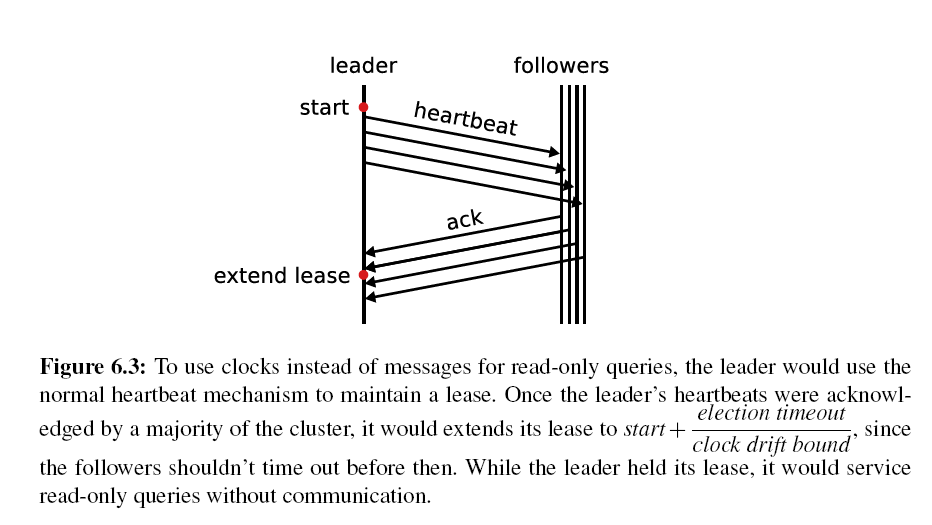 leader followers
start
heartbeat
ack
extend lease
Figure 6.3: To use clocks instead of messages for read-only queries, the leader would use the
normal heartbeat mechanism to maintain a lease. Once the leader's heartbeats were acknowl-
edged by a majority of the cluster, it would extends its lease to start + election timeout / clock drift bound, since
the followers shouldn't time out before then. While the leader held its lease, it would service
read-only queries without communication.